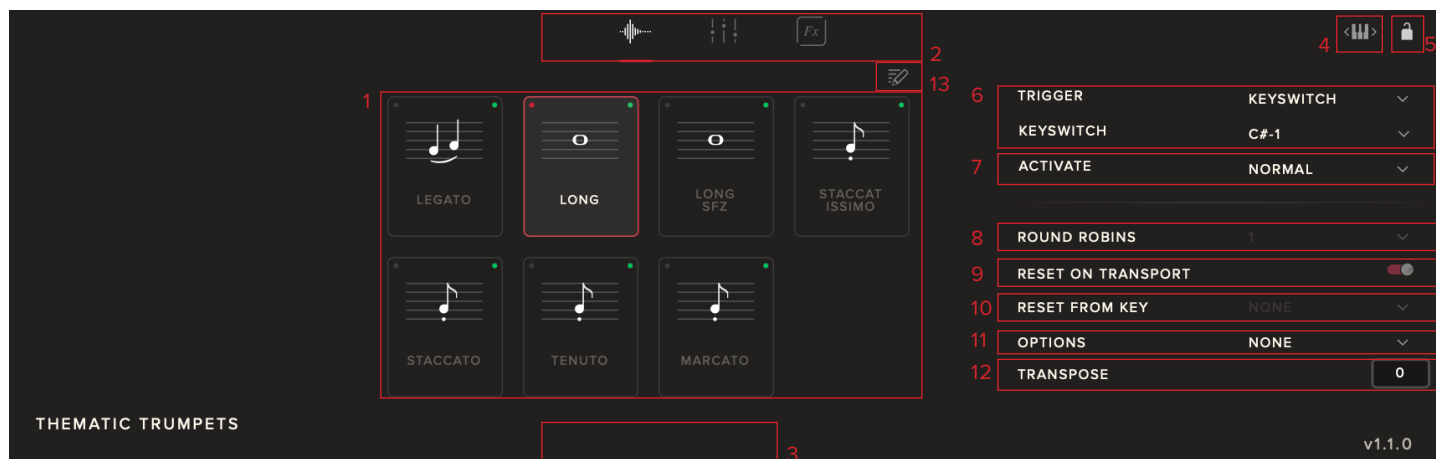 Fx
4
5
2
13
1
6
TRIGGER KEYSWITCH
KEYSWITCH C#-1
7
ACTIVATE NORMAL
LEGATO
LONG
LONG
SFZ
STACCAT
ISSIMO
8
ROUND ROBINS 1
9
RESET ON TRANSPORT
10
RESET FROM KEY NONE
11
OPTIONS NONE
12
TRANSPOSE 0
STACCATO
TENUTO
MARCATO
THEMATIC TRUMPETS
3
v1.1.0